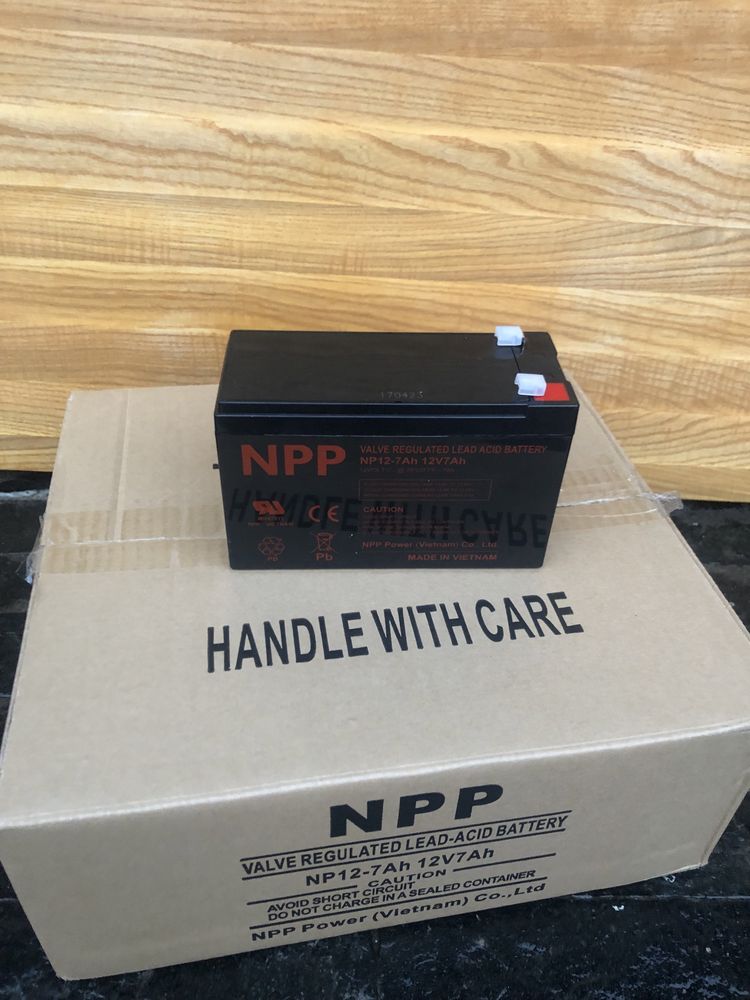 170423
NPP
VALVE REGULATED LEAD ACID BATTERY
NP12-7Ah 12V7Ah
CAUTION
CE
Pb
NPP Power (Vietnam) Co., Ltd
MADE IN VIETNAM
HANDLE WITH CARE
NPP
VALVE REGULATED LEAD-ACID BATTERY
NP12-7Ah 12V7Ah
CAUTION
AVOID SHORT CIRCUIT
DO NOT CHARGE IN A SEALED CONTAINER
NPP Power (Vietnam) Co.,Ltd